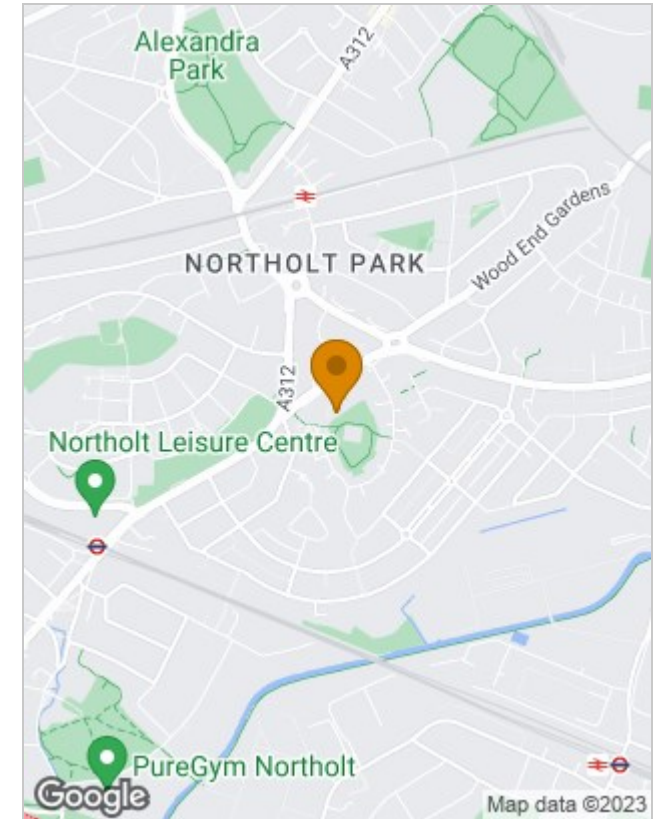 Alexandra
Park
A312
Wood End Gardens
NORTHOLT PARK
A312
Northolt Leisure Centre
PureGym Northolt
Google
Map data ©2023